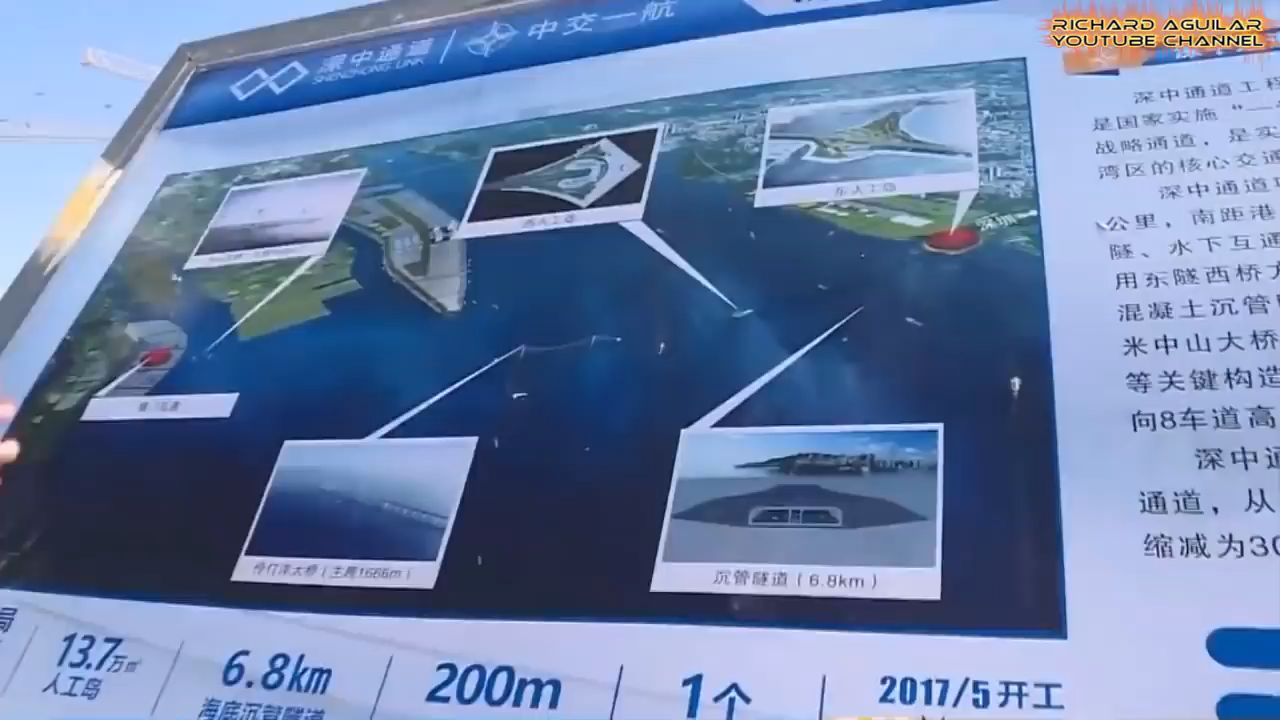 RICHARD AGUILAR
YOUTUBE CHANNEL
深中通道
SHENZHONG LINK
中交一航
西人工岛
东人工岛
深圳
伶仃洋大桥（主跨1666m）
沉管隧道（6.8km）
深中通道工程
是国家实施“一
战略通道，是实
湾区的核心交通
深中通道项
公里，南距港
隧、水下互通
用东隧西桥方
混凝土沉管
米中山大桥
等关键构造
向8车道高
深中通
通道，从
缩减为30
局
13.7万㎡
人工岛
6.8km
海底沉管隧道
200m
1个
2017/5开工